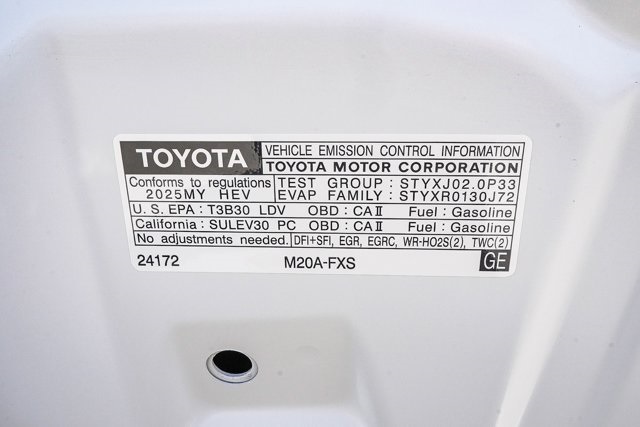 TOYOTA
VEHICLE EMISSION CONTROL INFORMATION
TOYOTA MOTOR CORPORATION
Conforms to regulations
2025MY HEV
TEST GROUP : STYXJ02.0P33
EVAP FAMILY : STYXR0130J72
U.S. EPA : T3B30 LDV OBD : CAⅡ Fuel : Gasoline
California : SULEV30 PC OBD : CAⅡ Fuel : Gasoline
No adjustments needed. DFI+SFI, EGR, EGRC, WR-HO2S(2), TWC(2)
24172 M20A-FXS GE